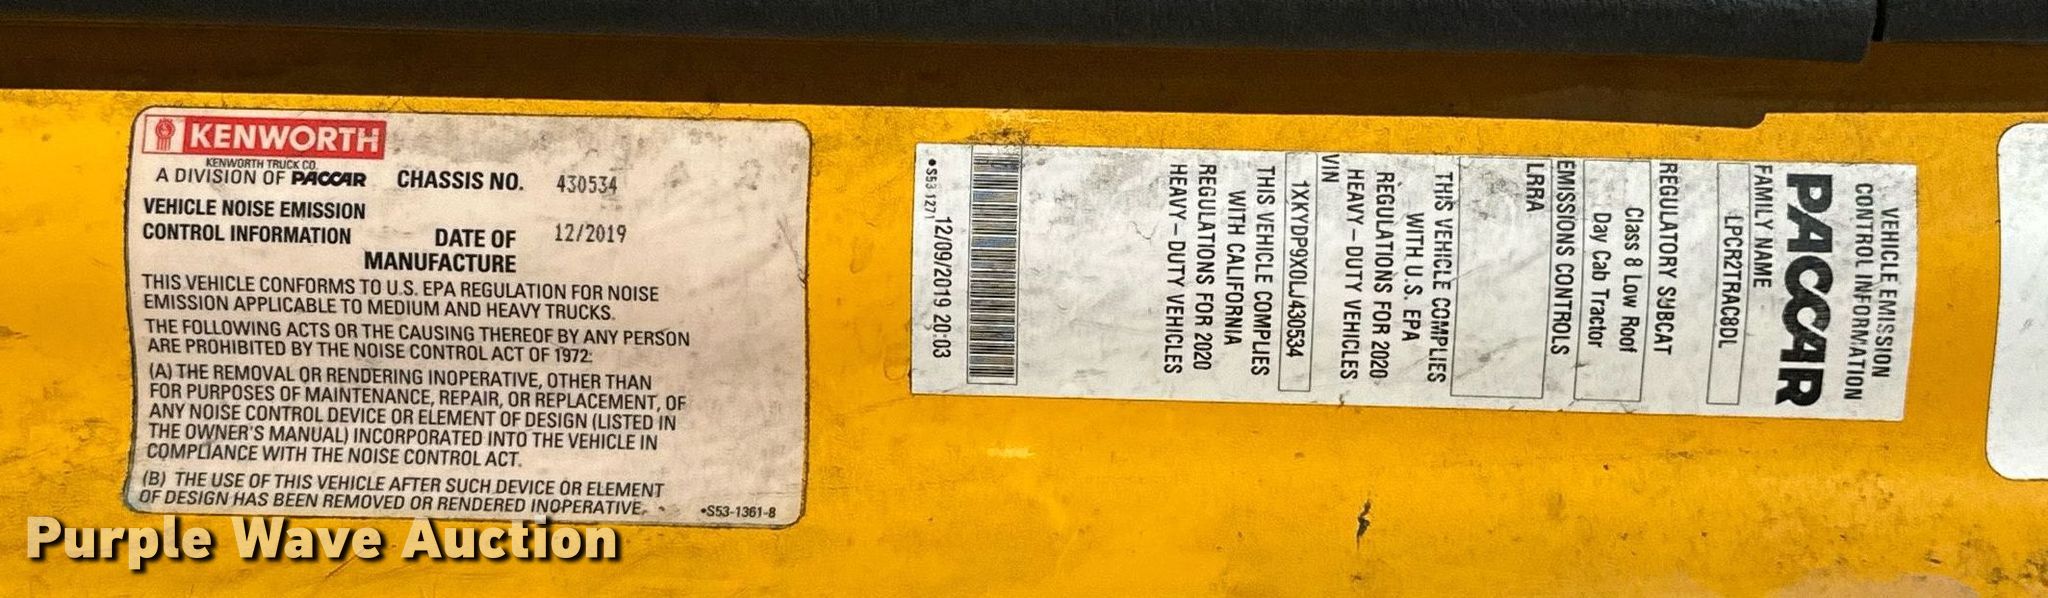 KENWORTH
KENWORTH TRUCK CO.
A DIVISION OF PACCAR
CHASSIS NO. 430534
VEHICLE NOISE EMISSION
CONTROL INFORMATION
DATE OF
MANUFACTURE
12/2019
THIS VEHICLE CONFORMS TO U.S. EPA REGULATION FOR NOISE
EMISSION APPLICABLE TO MEDIUM AND HEAVY TRUCKS.
THE FOLLOWING ACTS OR THE CAUSING THEREOF BY ANY PERSON
ARE PROHIBITED BY THE NOISE CONTROL ACT OF 1972:
(A) THE REMOVAL OR RENDERING INOPERATIVE, OTHER THAN
FOR PURPOSES OF MAINTENANCE, REPAIR, OR REPLACEMENT, OF
ANY NOISE CONTROL DEVICE OR ELEMENT OF DESIGN (LISTED IN
THE OWNER'S MANUAL) INCORPORATED INTO THE VEHICLE IN
COMPLIANCE WITH THE NOISE CONTROL ACT.
(B) THE USE OF THIS VEHICLE AFTER SUCH DEVICE OR ELEMENT
OF DESIGN HAS BEEN REMOVED OR RENDERED INOPERATIVE.
•S53-1361-8
VEHICLE EMISSION
CONTROL INFORMATION
PACCAR
FAMILY NAME
LPCR2TRAC8DL
REGULATORY SUBCAT
Class 8 Low Roof
Day Cab Tractor
EMISSIONS CONTROLS
LRRA
THIS VEHICLE COMPLIES
WITH U.S. EPA
REGULATIONS FOR 2020
HEAVY-DUTY VEHICLES
VIN
1XKYDP9X0LJ430534
THIS VEHICLE COMPLIES
WITH CALIFORNIA
REGULATIONS FOR 2020
HEAVY-DUTY VEHICLES
12/09/2019 20:03
•S53 1271
Purple Wave Auction